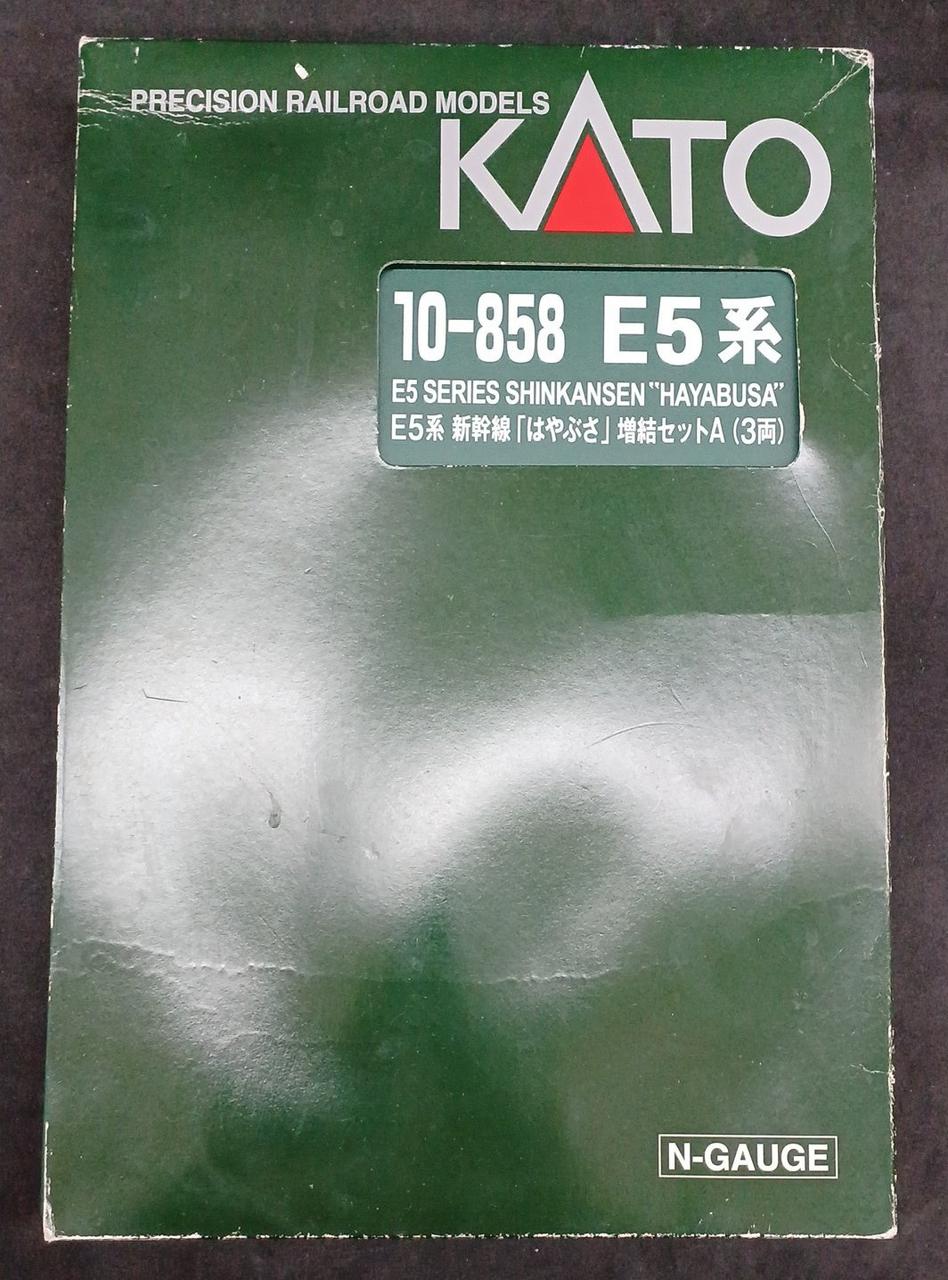 PRECISION RAILROAD MODELS
KATO
10-858 E5系
E5 SERIES SHINKANSEN "HAYABUSA"
E5系 新幹線「はやぶさ」増結セットA（3両）
N-GAUGE